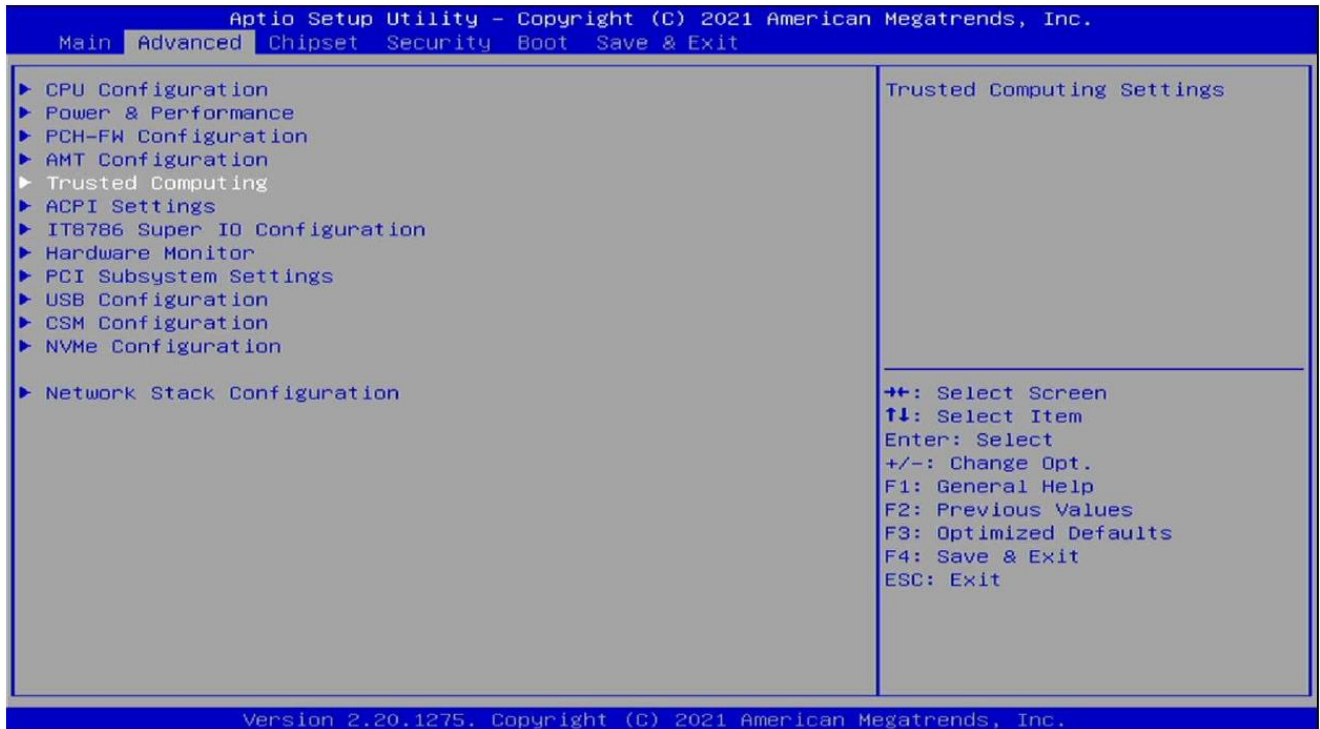 Aptio Setup Utility – Copyright (C) 2021 American Megatrends, Inc.
Main Advanced Chipset Security Boot Save & Exit
► CPU Configuration
► Power & Performance
► PCH-FW Configuration
► AMT Configuration
► Trusted Computing
► ACPI Settings
► IT8786 Super IO Configuration
► Hardware Monitor
► PCI Subsystem Settings
► USB Configuration
► CSM Configuration
► NVMe Configuration
► Network Stack Configuration
Trusted Computing Settings
→←: Select Screen
↑↓: Select Item
Enter: Select
+/-: Change Opt.
F1: General Help
F2: Previous Values
F3: Optimized Defaults
F4: Save & Exit
ESC: Exit
Version 2.20.1275. Copyright (C) 2021 American Megatrends, Inc.